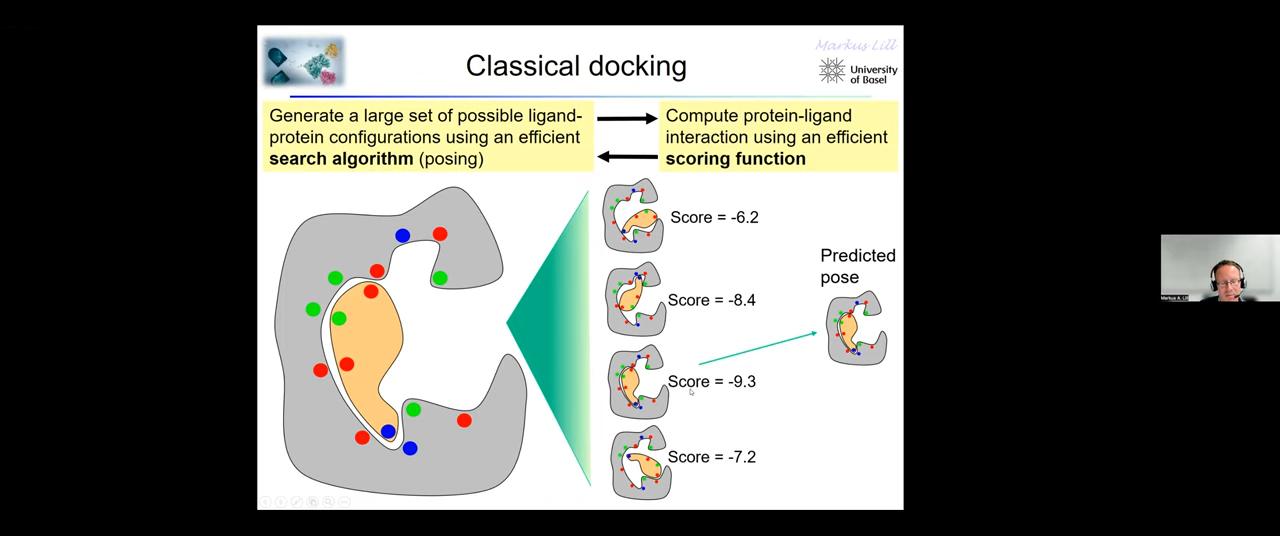 Classical docking
Markus Lill
University
of Basel
Generate a large set of possible ligand-
protein configurations using an efficient
search algorithm (posing)
Compute protein-ligand
interaction using an efficient
scoring function
Score = -6.2
Score = -8.4
Score = -9.3
Score = -7.2
Predicted
pose
Markus A. Lill